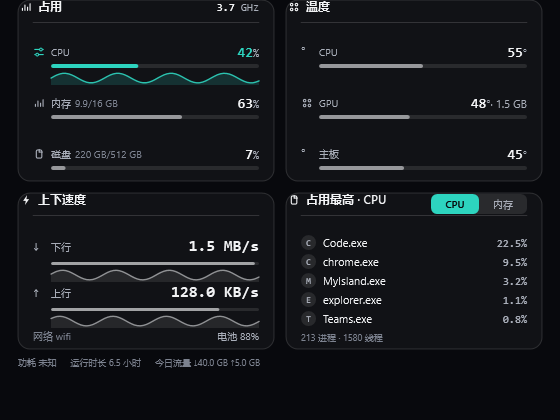 占用 3.7 GHz
CPU 42%
内存 9.9/16 GB 63%
磁盘 220 GB/512 GB 7%
温度
CPU 55°
GPU 48°· 1.5 GB
主板 45°
上下速度
↓ 下行 1.5 MB/s
↑ 上行 128.0 KB/s
网络 wifi 电池 88%
占用最高 · CPU CPU 内存
C Code.exe 22.5%
C chrome.exe 9.5%
M MyIsland.exe 3.2%
E explorer.exe 1.1%
T Teams.exe 0.8%
213 进程 · 1580 线程
功耗 未知 运行时长 6.5 小时 今日流量 ↓40.0 GB ↑5.0 GB